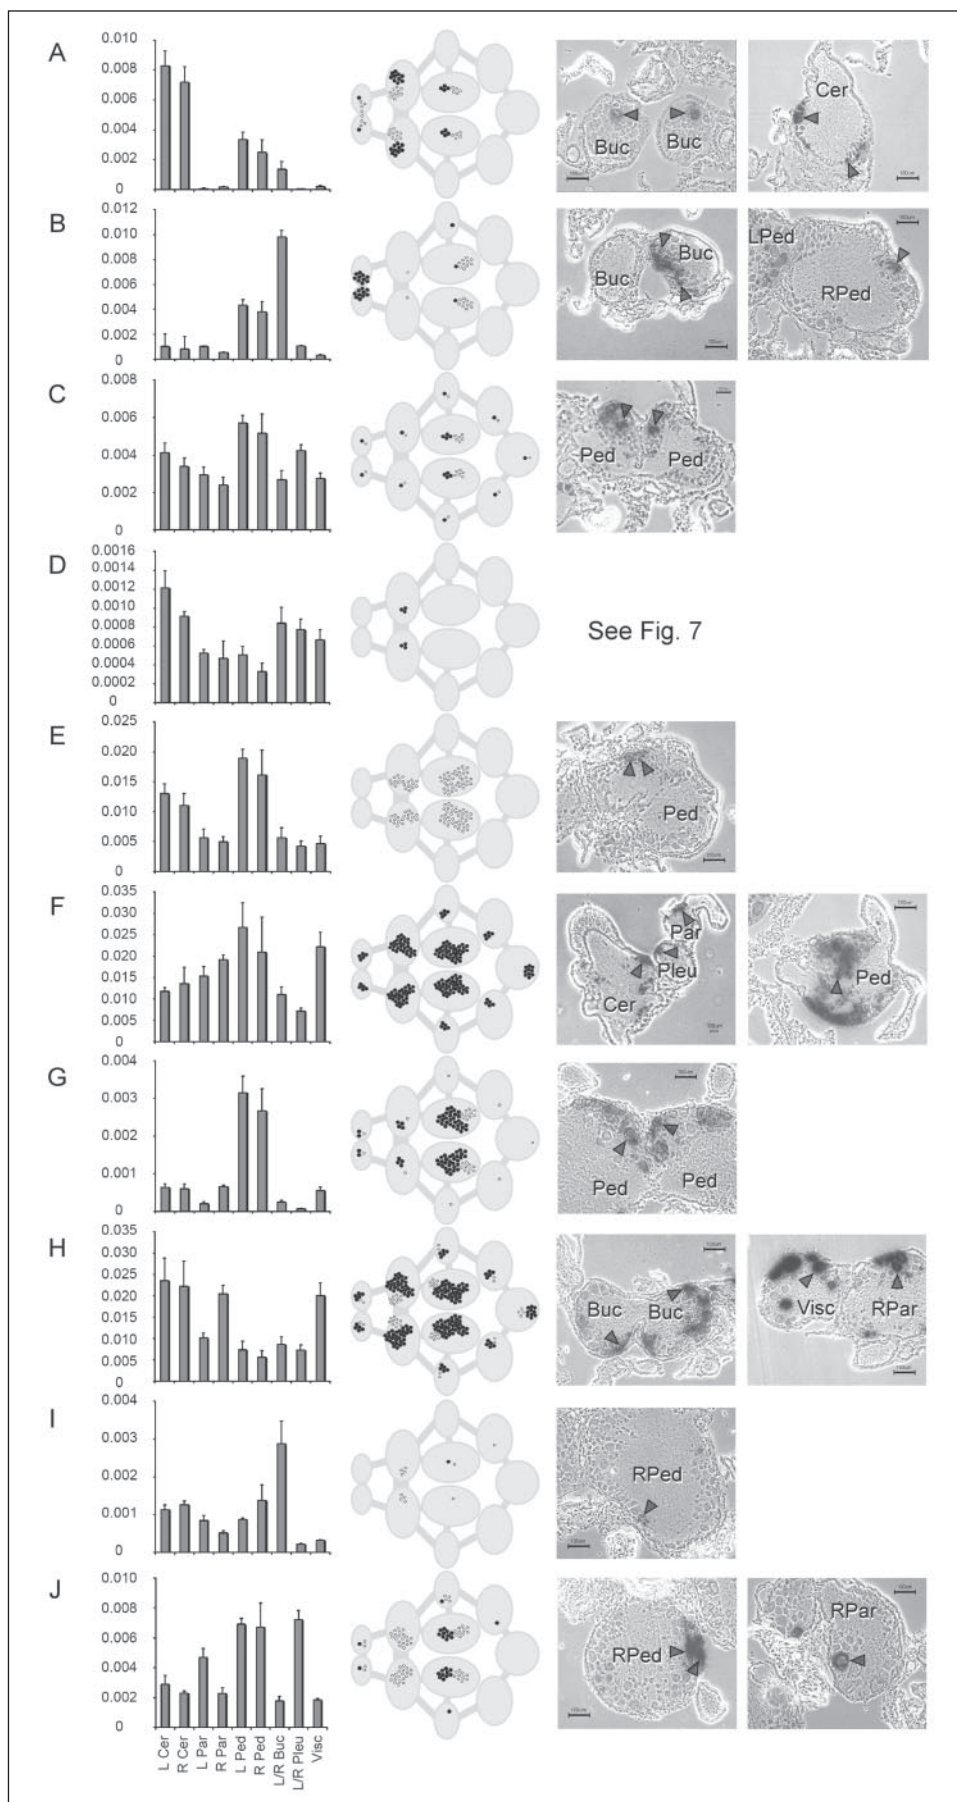 A
0.010
0.008
0.006
0.004
0.002
0
Buc
Buc
Cer
B
0.012
0.010
0.008
0.006
0.004
0.002
0
Buc
Buc
LPed
RPed
C
0.008
0.006
0.004
0.002
0
Ped
Ped
D
0.0016
0.0014
0.0012
0.0010
0.0008
0.0006
0.0004
0.0002
0
See Fig. 7
E
0.025
0.020
0.015
0.010
0.005
0
Ped
F
0.035
0.030
0.025
0.020
0.015
0.010
0.005
0
Par
Pleu
Cer
Ped
G
0.004
0.003
0.002
0.001
0
Ped
Ped
H
0.035
0.030
0.025
0.020
0.015
0.010
0.005
0
Buc
Buc
Visc
RPar
I
0.004
0.003
0.002
0.001
0
RPed
J
0.010
0.008
0.006
0.004
0.002
0
RPed
RPar
L Cer
R Cer
L Par
R Par
L Ped
R Ped
L/R Buc
L/R Pleu
Visc